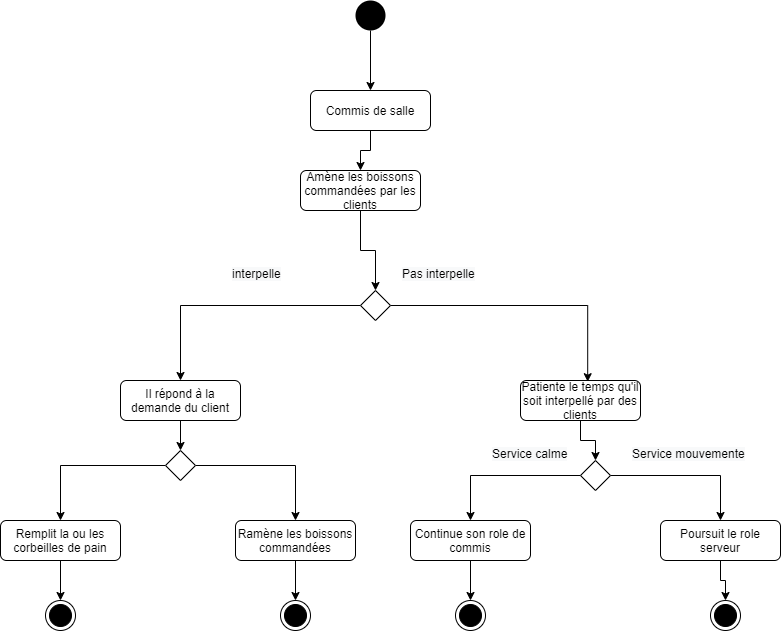 Commis de salle
Amène les boissons
commandées par les
clients
interpelle
Pas interpelle
Il répond à la
demande du client
Patiente le temps qu'il
soit interpellé par des
clients
Service calme
Service mouvemente
Remplit la ou les
corbeilles de pain
Ramène les boissons
commandées
Continue son role de
commis
Poursuit le role
serveur